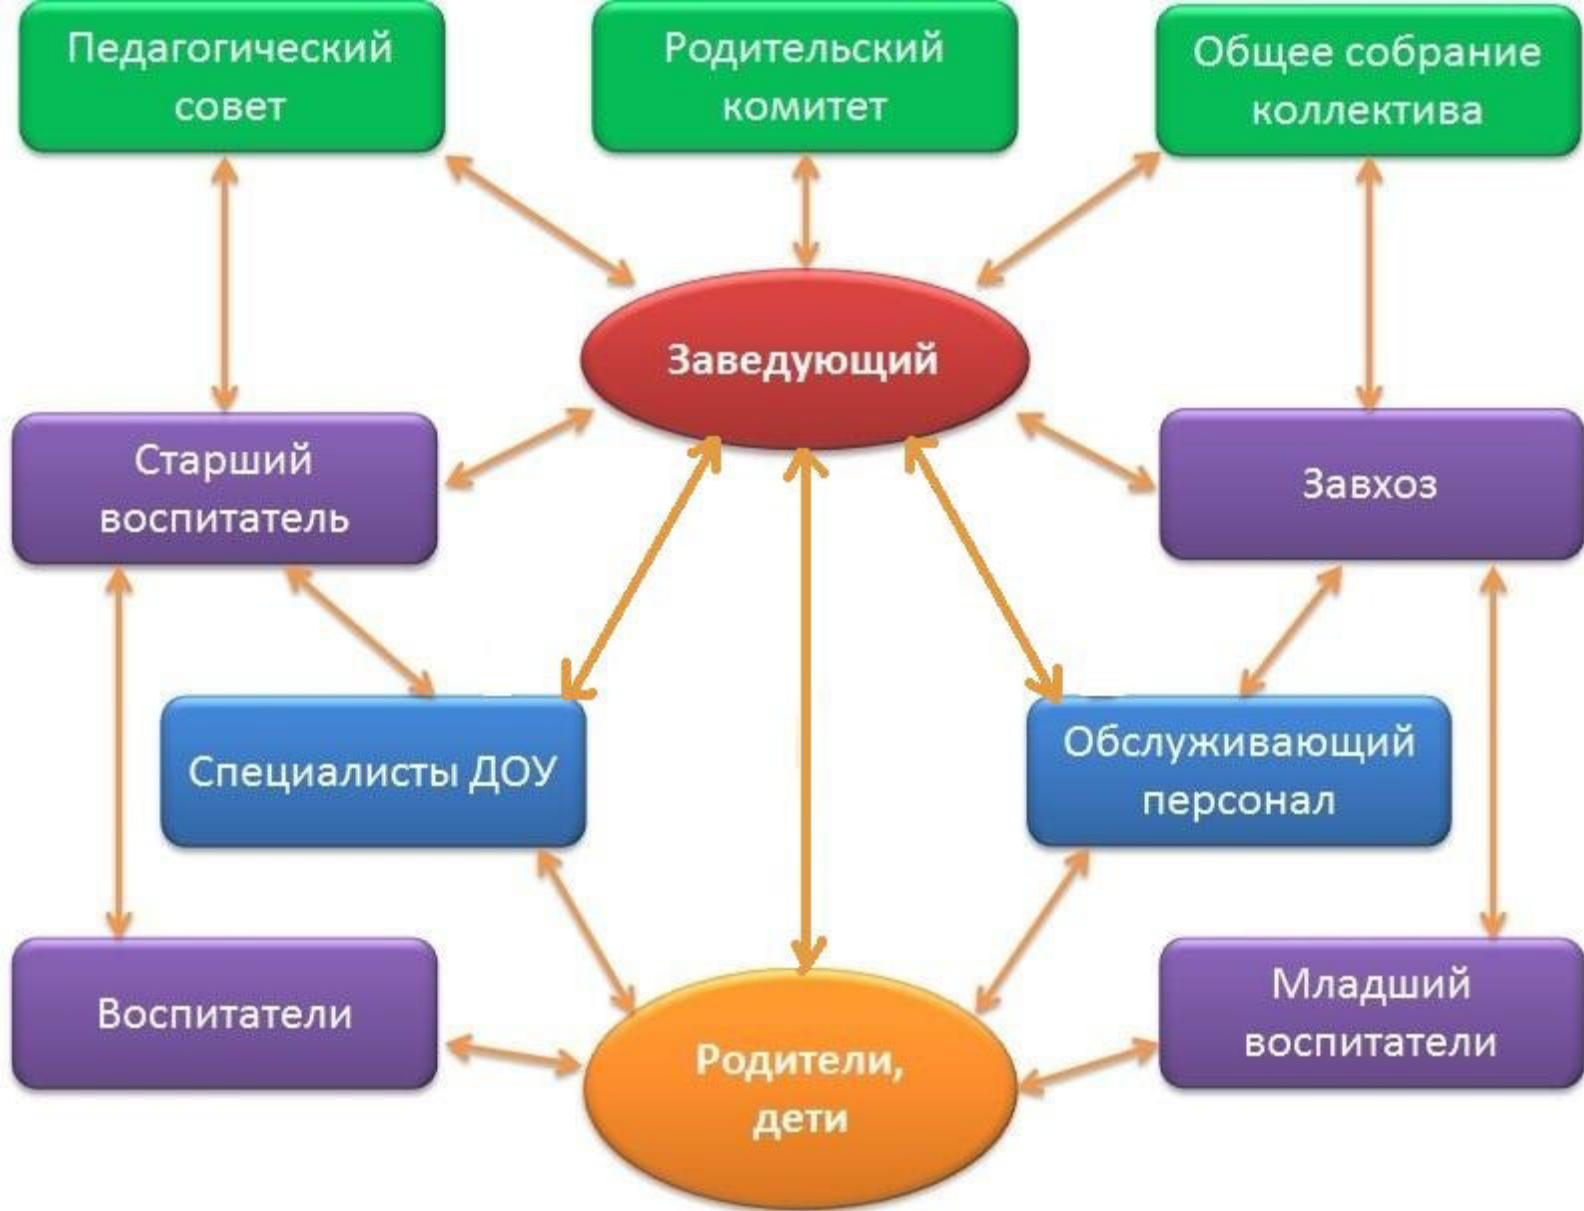 Педагогический
совет
Родительский
комитет
Общее собрание
коллектива
Заведующий
Старший
воспитатель
Завхоз
Специалисты ДОУ
Обслуживающий
персонал
Воспитатели
Родители,
дети
Младший
воспитатели